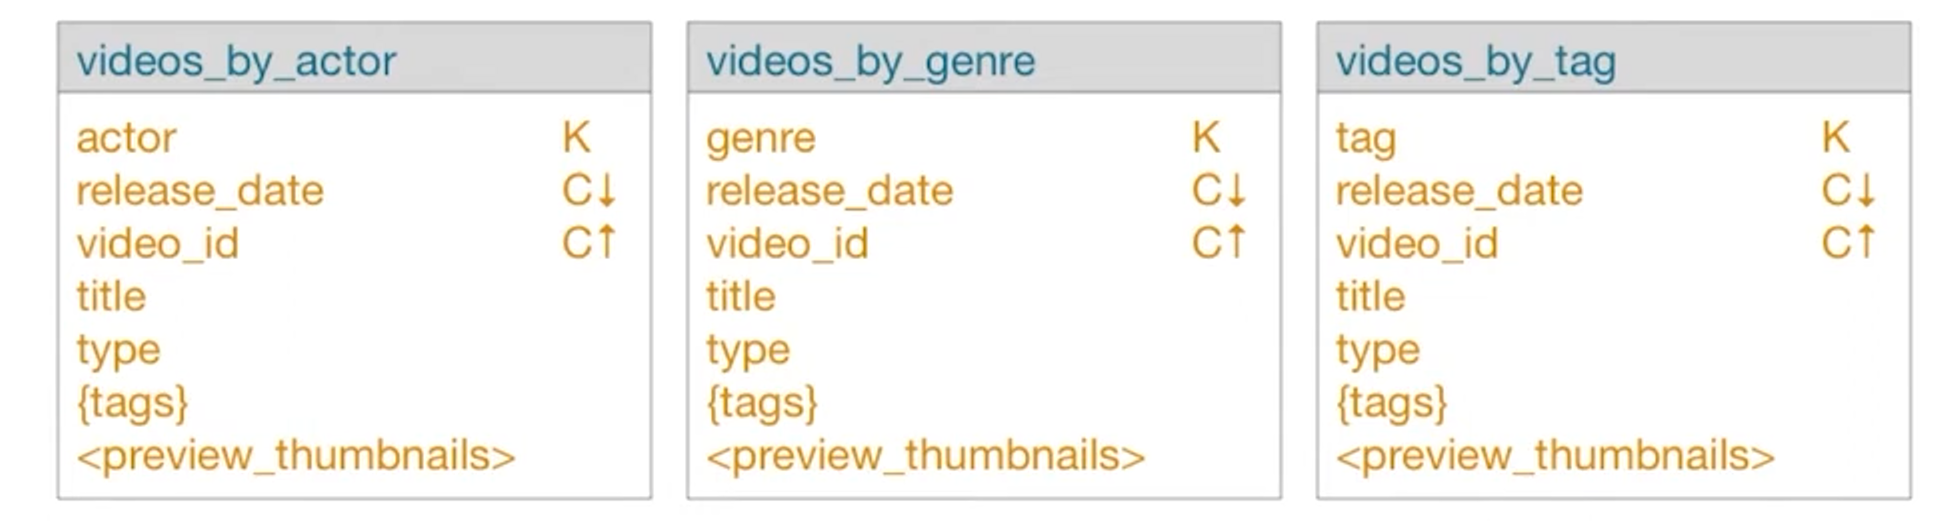 videos_by_actor
actor K
release_date C↓
video_id C↑
title
type
{tags}
<preview_thumbnails>
videos_by_genre
genre K
release_date C↓
video_id C↑
title
type
{tags}
<preview_thumbnails>
videos_by_tag
tag K
release_date C↓
video_id C↑
title
type
{tags}
<preview_thumbnails>